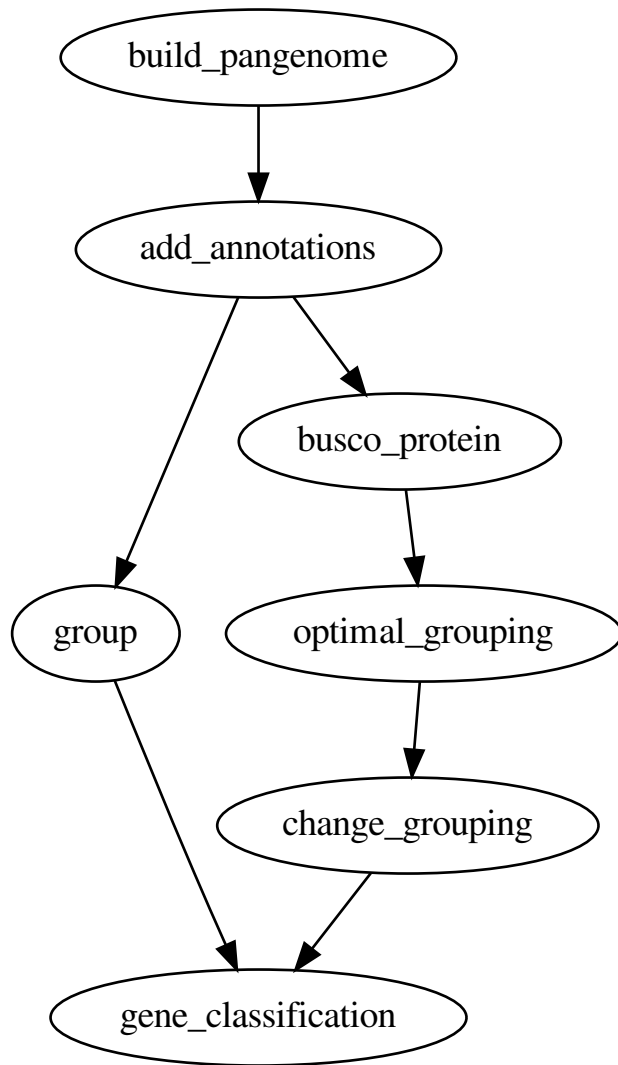 build_pangenome
add_annotations
busco_protein
group
optimal_grouping
change_grouping
gene_classification